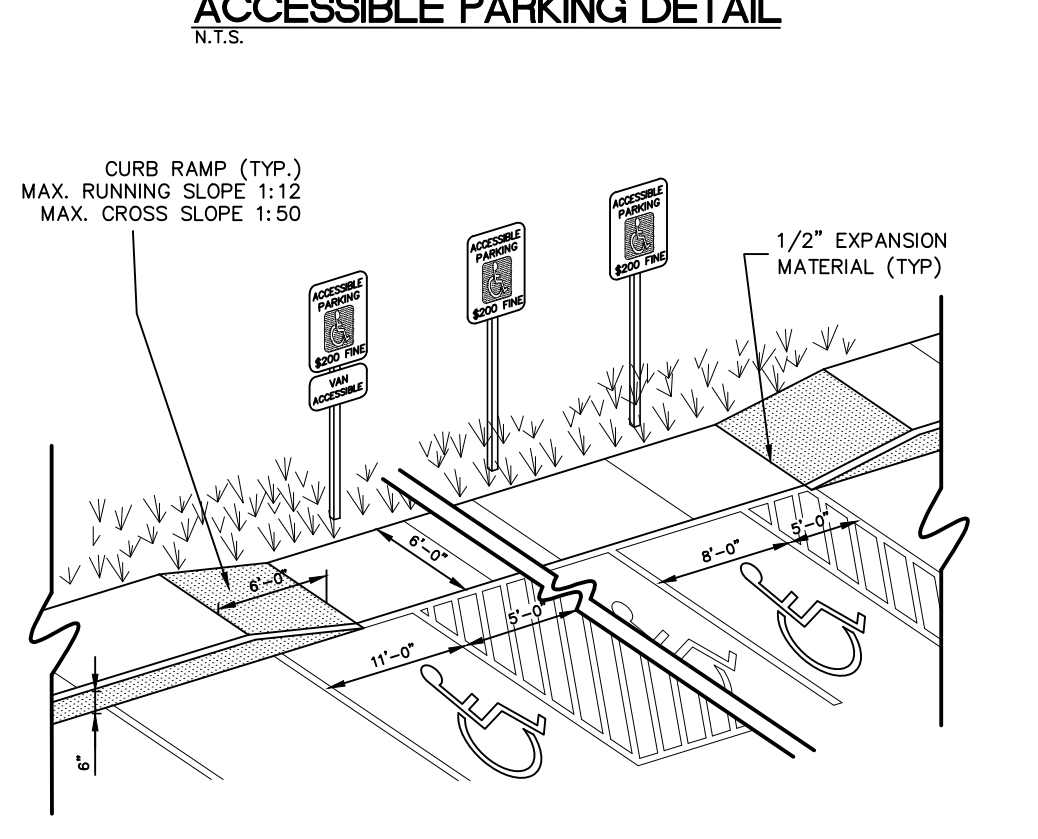 ACCESSIBLE PARKING DETAIL
N.T.S.
CURB RAMP (TYP.)
MAX. RUNNING SLOPE 1:12
MAX. CROSS SLOPE 1:50
ACCESSIBLE
PARKING
$200 FINE
VAN
ACCESSIBLE
ACCESSIBLE
PARKING
$200 FINE
ACCESSIBLE
PARKING
$200 FINE
1/2" EXPANSION
MATERIAL (TYP)
6'-0"
6'-0"
8'-0"
5'-0"
11'-0"
5'-0"
6"